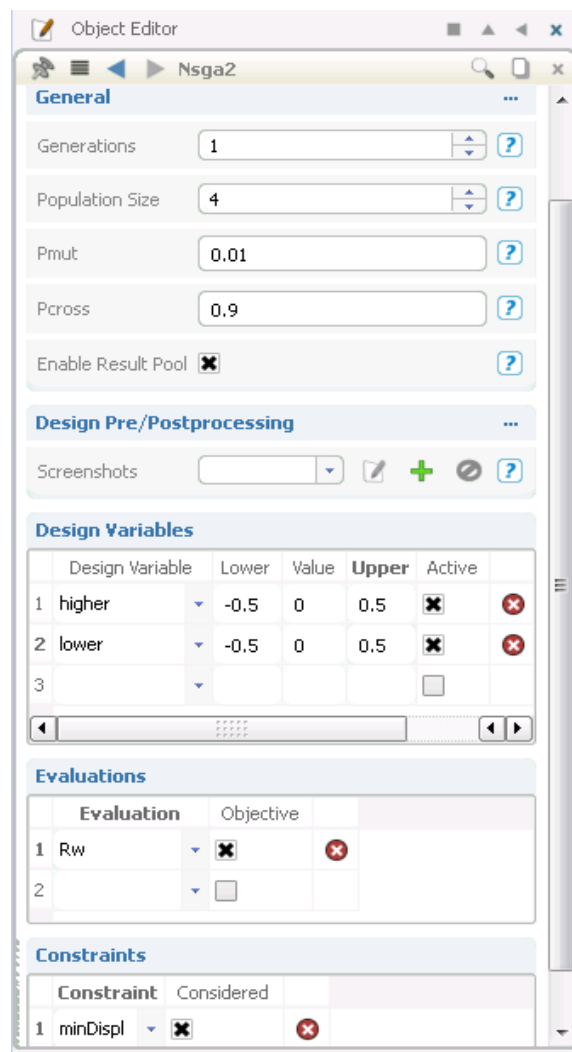 Object Editor
Nsga2
General ...
Generations 1 ?
Population Size 4 ?
Pmut 0.01 ?
Pcross 0.9 ?
Enable Result Pool ?
Design Pre/Postprocessing ...
Screenshots ?
Design Variables
Design Variable Lower Value Upper Active
1 higher -0.5 0 0.5
2 lower -0.5 0 0.5
3
Evaluations
Evaluation Objective
1 Rw
2
Constraints
Constraint Considered
1 minDispl